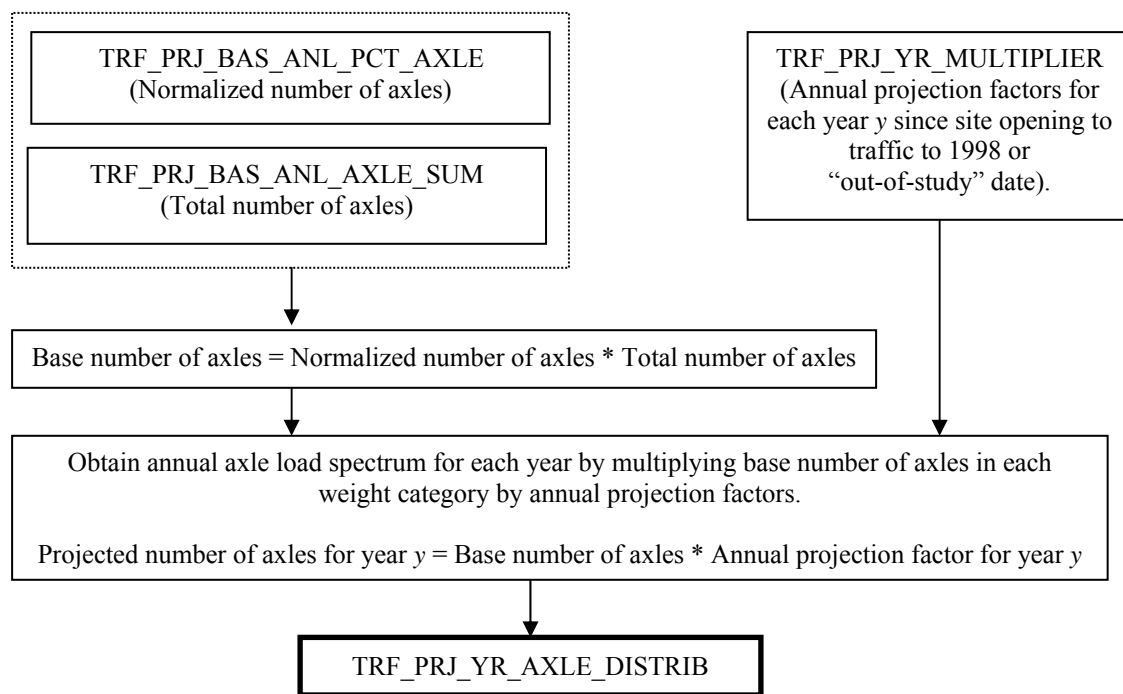 TRF_PRJ_BAS_ANL_PCT_AXLE
(Normalized number of axles)
TRF_PRJ_BAS_ANL_AXLE_SUM
(Total number of axles)
TRF_PRJ_YR_MULTIPLIER
(Annual projection factors for
each year y since site opening to
traffic to 1998 or
“out-of-study” date).
Base number of axles = Normalized number of axles * Total number of axles
Obtain annual axle load spectrum for each year by multiplying base number of axles in each
weight category by annual projection factors.
Projected number of axles for year y = Base number of axles * Annual projection factor for year y
TRF_PRJ_YR_AXLE_DISTRIB